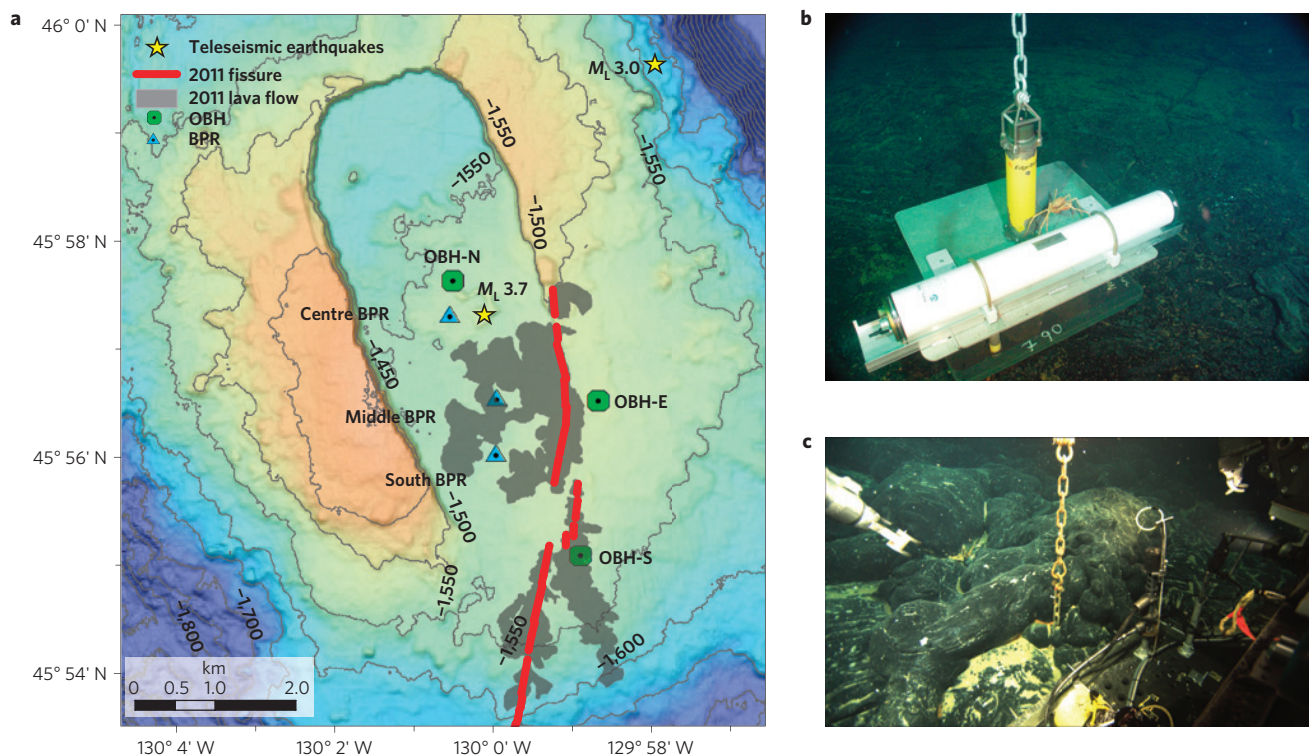 a
46° 0' N
45° 58' N
45° 56' N
45° 54' N
Teleseismic earthquakes
2011 fissure
2011 lava flow
OBH
BPR
M_L 3.0
–1,550
–1,550
–1550
–1,500
OBH-N
M_L 3.7
Centre BPR
–1,450
Middle BPR
OBH-E
South BPR
–1,500
OBH-S
–1,550
–1,550
–1,600
–1,700
–1,800
km
0 0.5 1.0 2.0
130° 4' W 130° 2' W 130° 0' W 129° 58' W
b
790
c